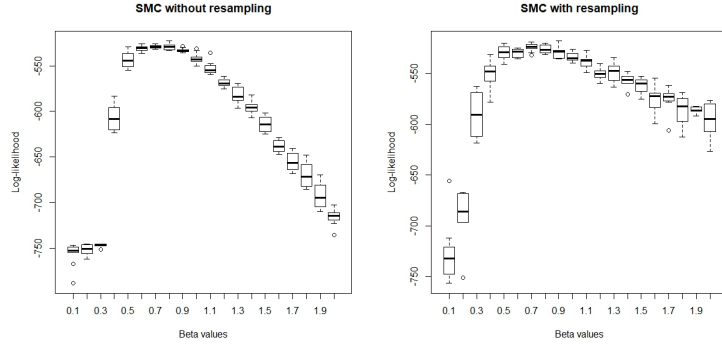 SMC without resampling
Log-likelihood
-550
-600
-650
-700
-750
0.1 0.3 0.5 0.7 0.9 1.1 1.3 1.5 1.7 1.9
Beta values
SMC with resampling
Log-likelihood
-550
-600
-650
-700
-750
0.1 0.3 0.5 0.7 0.9 1.1 1.3 1.5 1.7 1.9
Beta values